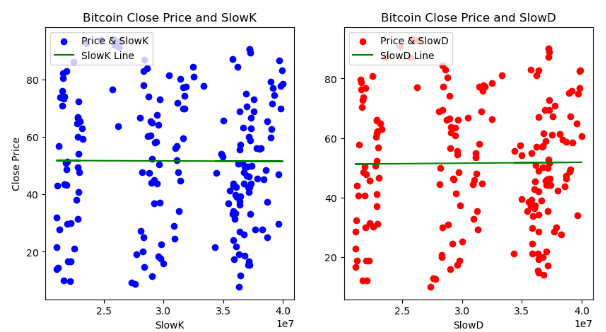 Bitcoin Close Price and SlowK
Price & SlowK
SlowK Line
Close Price
80
60
40
20
2.5
3.0
3.5
4.0
1e7
SlowK
Bitcoin Close Price and SlowD
Price & SlowD
SlowD Line
80
60
40
20
2.5
3.0
3.5
4.0
1e7
SlowD